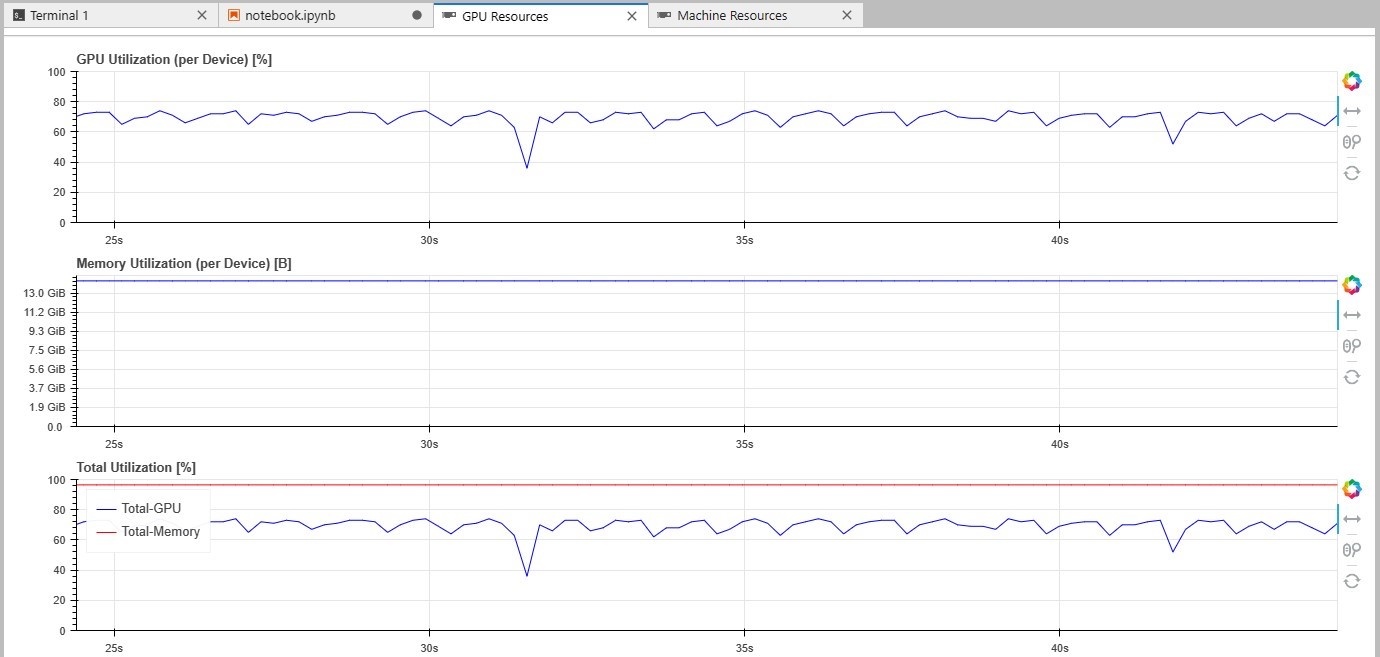 Terminal 1
notebook.ipynb
GPU Resources
Machine Resources
GPU Utilization (per Device) [%]
100
80
60
40
20
0
25s 30s 35s 40s
Memory Utilization (per Device) [B]
13.0 GiB
11.2 GiB
9.3 GiB
7.5 GiB
5.6 GiB
3.7 GiB
1.9 GiB
0.0
25s 30s 35s 40s
Total Utilization [%]
100
80
60
40
20
0
Total-GPU
Total-Memory
25s 30s 35s 40s